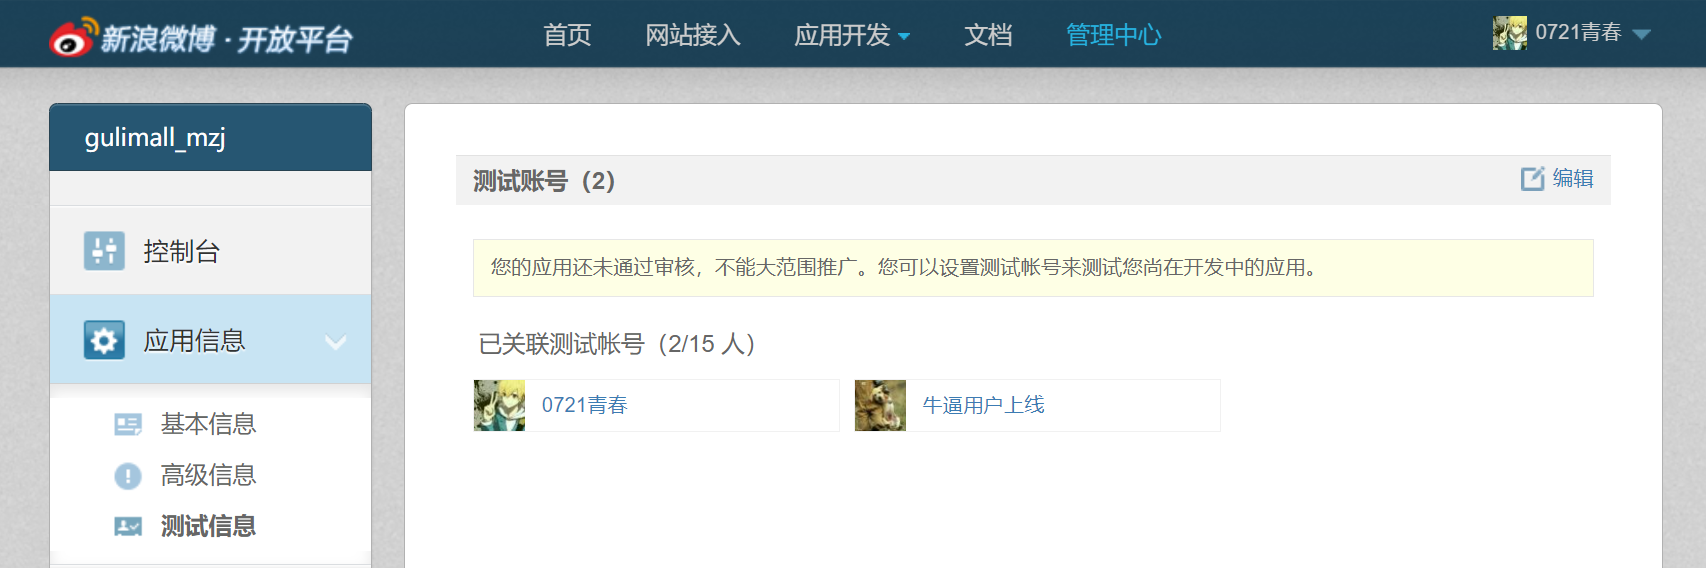 新浪微博·开放平台
首页 网站接入 应用开发 文档 管理中心
0721青春
gulimall_mzj
控制台
应用信息
基本信息
高级信息
测试信息
测试账号（2）
编辑
您的应用还未通过审核，不能大范围推广。您可以设置测试帐号来测试您尚在开发中的应用。
已关联测试帐号（2/15 人）
0721青春
牛逼用户上线